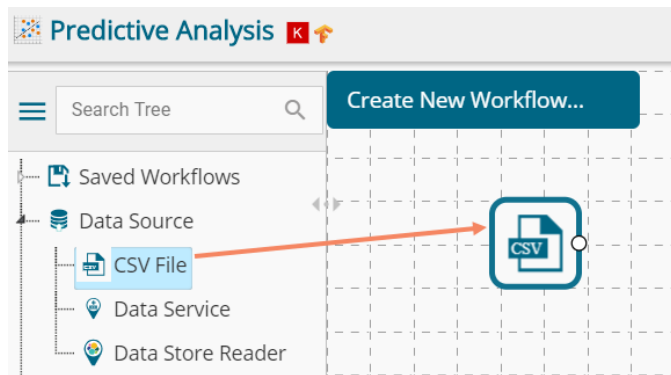 Predictive Analysis K
Search Tree
Create New Workflow...
Saved Workflows
Data Source
CSV
CSV File
CSV
Data Service
Data Store Reader